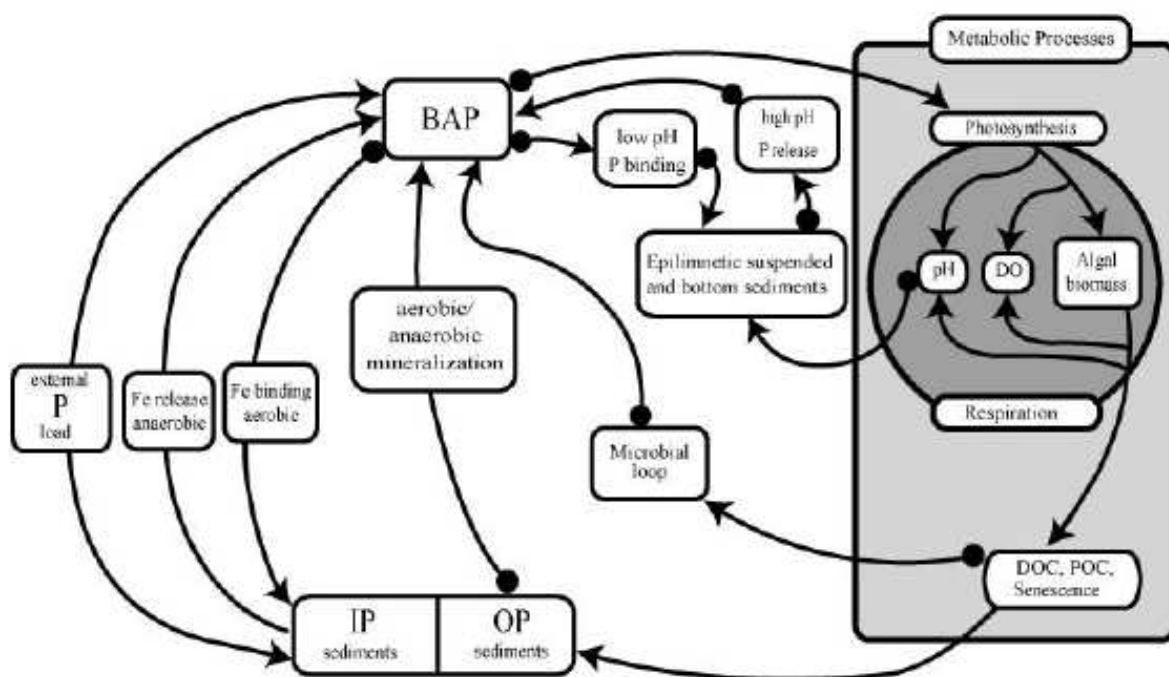 Metabolic Processes
BAP
low pH
P binding
high pH
P release
Photosynthesis
pH
DO
Algal
biomass
Epilimnetic suspended
and bottom sediments
aerobic/
anaerobic
mineralization
external
P
load
Fe release
anaerobic
Fe binding
aerobic
Respiration
Microbial
loop
DOC, POC,
Senescence
IP
sediments
OP
sediments